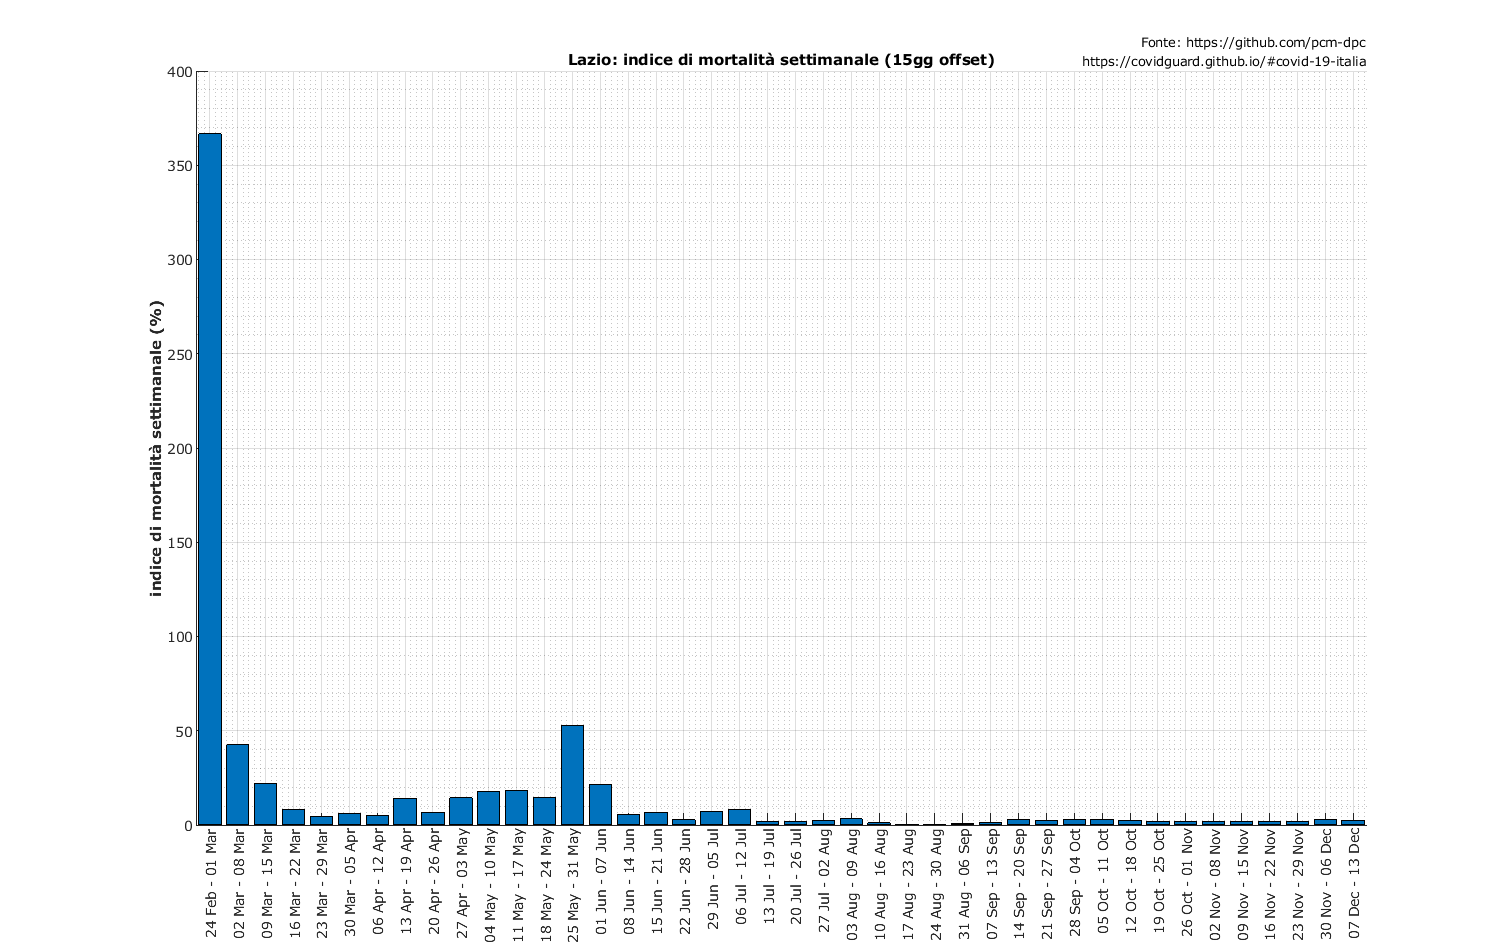 Fonte: https://github.com/pcm-dpc
https://covidguard.github.io/#covid-19-italia
Lazio: indice di mortalità settimanale (15gg offset)
indice di mortalità settimanale (%)
400
350
300
250
200
150
100
50
0
24 Feb - 01 Mar
02 Mar - 08 Mar
09 Mar - 15 Mar
16 Mar - 22 Mar
23 Mar - 29 Mar
30 Mar - 05 Apr
06 Apr - 12 Apr
13 Apr - 19 Apr
20 Apr - 26 Apr
27 Apr - 03 May
04 May - 10 May
11 May - 17 May
18 May - 24 May
25 May - 31 May
01 Jun - 07 Jun
08 Jun - 14 Jun
15 Jun - 21 Jun
22 Jun - 28 Jun
29 Jun - 05 Jul
06 Jul - 12 Jul
13 Jul - 19 Jul
20 Jul - 26 Jul
27 Jul - 02 Aug
03 Aug - 09 Aug
10 Aug - 16 Aug
17 Aug - 23 Aug
24 Aug - 30 Aug
31 Aug - 06 Sep
07 Sep - 13 Sep
14 Sep - 20 Sep
21 Sep - 27 Sep
28 Sep - 04 Oct
05 Oct - 11 Oct
12 Oct - 18 Oct
19 Oct - 25 Oct
26 Oct - 01 Nov
02 Nov - 08 Nov
09 Nov - 15 Nov
16 Nov - 22 Nov
23 Nov - 29 Nov
30 Nov - 06 Dec
07 Dec - 13 Dec